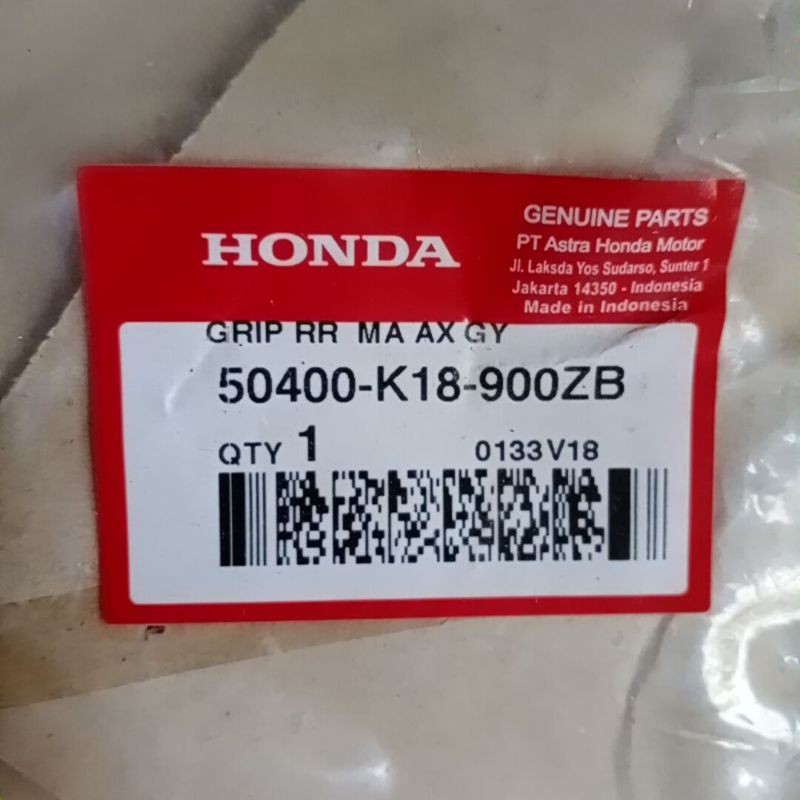 HONDA
GENUINE PARTS
PT Astra Honda Motor
Jl. Laksda Yos Sudarso, Sunter 1
Jakarta 14350 - Indonesia
Made in Indonesia
GRIP RR MA AX GY
50400-K18-900ZB
QTY 1 0133V18